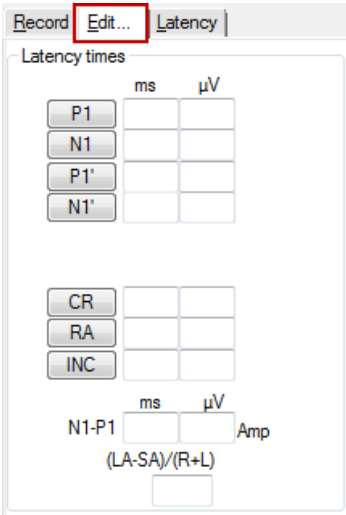 Record Edit... Latency
Latency times
ms µV
P1
N1
P1'
N1'
CR
RA
INC
ms µV
N1-P1 Amp
(LA-SA)/(R+L)